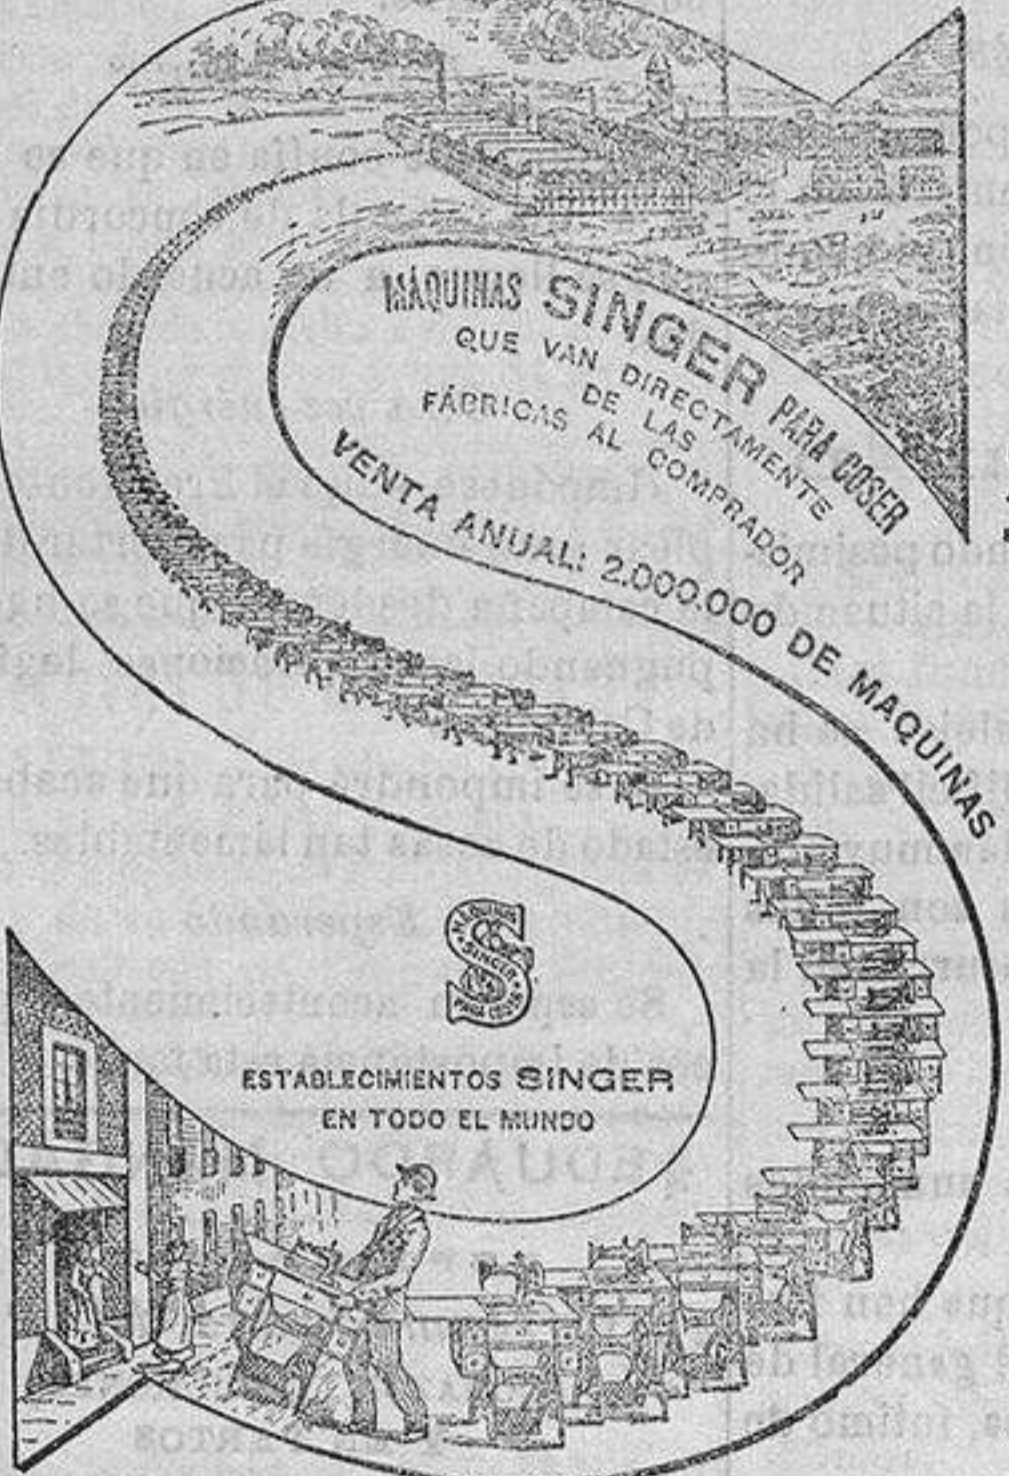 MÁQUINAS SINGER PARA COSER
QUE VAN DIRECTAMENTE
DE LAS
FÁBRICAS AL COMPRADOR
VENTA ANUAL: 2.000.000 DE MAQUINAS
MÁQUINAS
SINGER
PARA COSER
ESTABLECIMIENTOS SINGER
EN TODO EL MUNDO